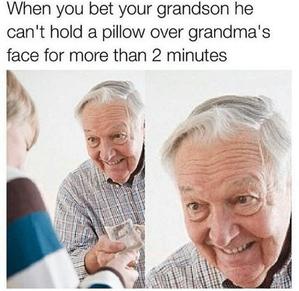 When you bet your grandson he
can't hold a pillow over grandma's
face for more than 2 minutes